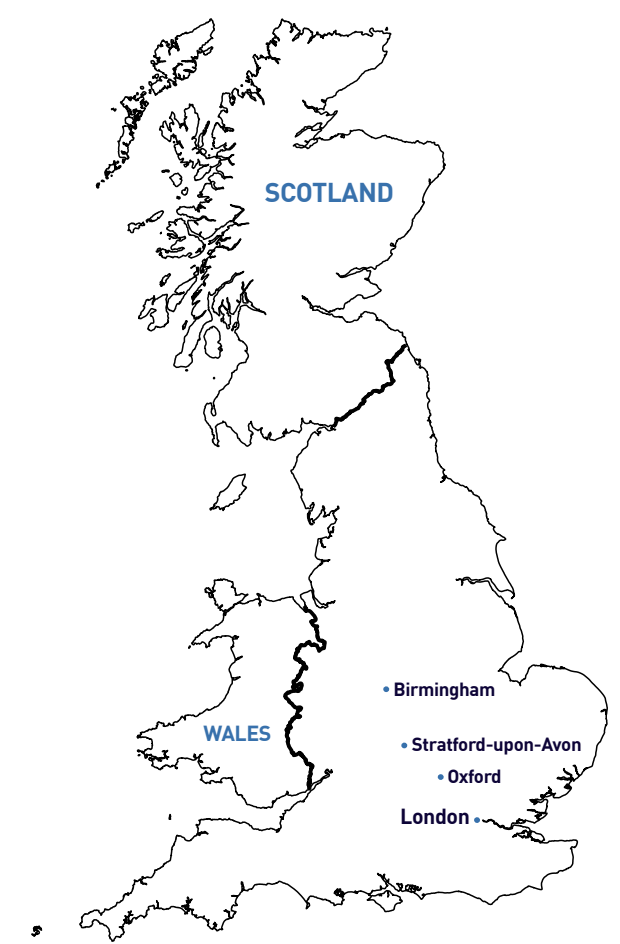 SCOTLAND
Birmingham
WALES
Stratford-upon-Avon
Oxford
London